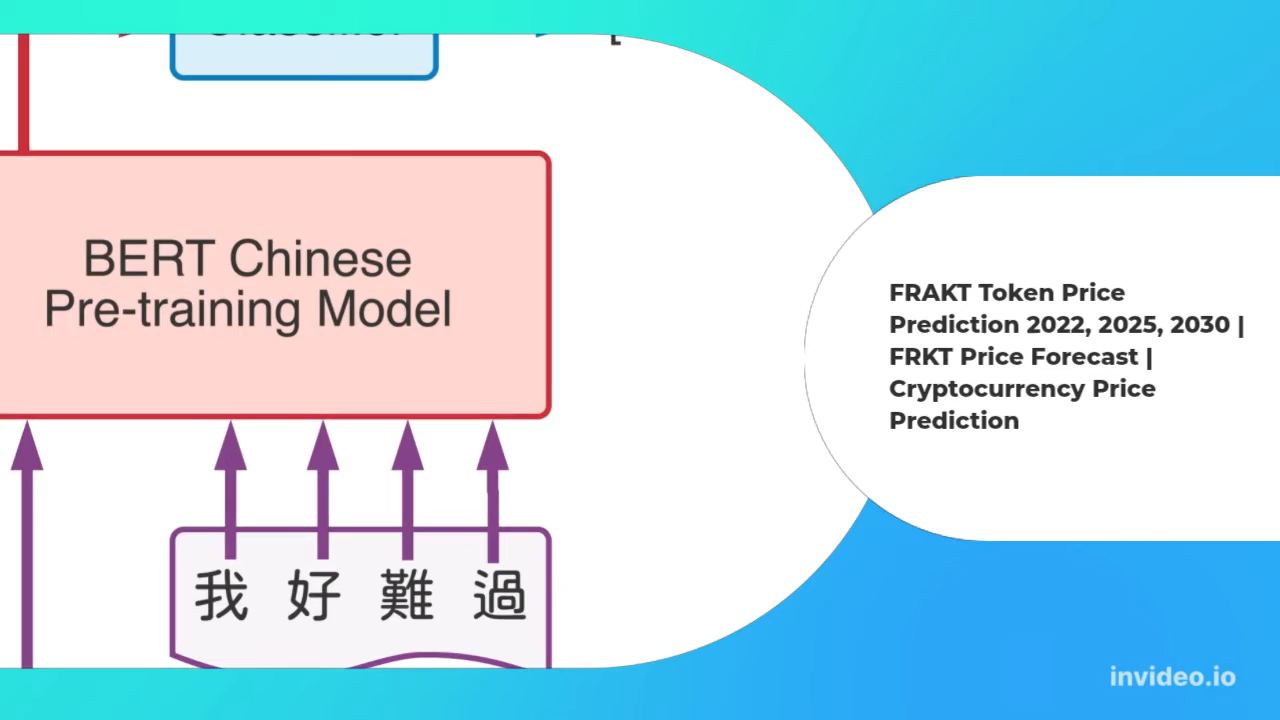 BERT Chinese
Pre-training Model
我 好 難 過
FRAKT Token Price
Prediction 2022, 2025, 2030 |
FRKT Price Forecast |
Cryptocurrency Price
Prediction
invideo.io